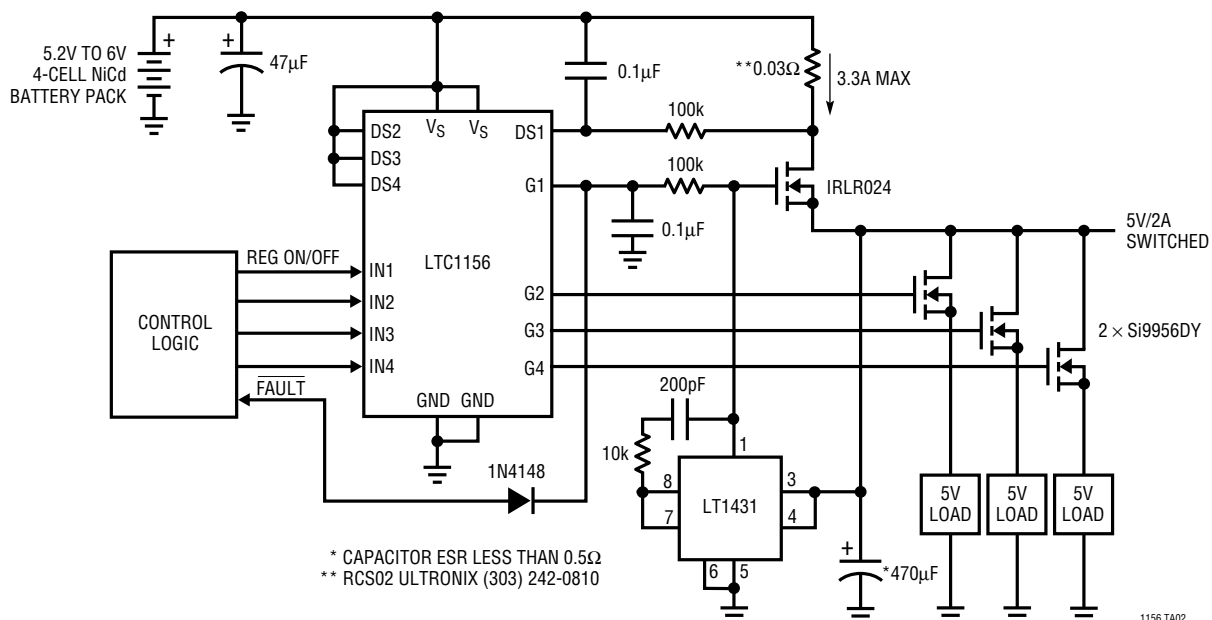 5.2V TO 6V
4-CELL NiCd
BATTERY PACK
+
+
47µF
0.1µF
**0.03Ω
3.3A MAX
100k
DS2
DS3
DS4
VS
VS
DS1
100k
G1
IRLR024
0.1µF
5V/2A
SWITCHED
REG ON/OFF
LTC1156
IN1
IN2
IN3
IN4
CONTROL
LOGIC
G2
G3
G4
2 × Si9956DY
FAULT
GND
GND
200pF
10k
1
1N4148
8
7
LT1431
3
4
6
5
5V
LOAD
5V
LOAD
5V
LOAD
+
*470µF
* CAPACITOR ESR LESS THAN 0.5Ω
** RCS02 ULTRONIX (303) 242-0810
1156 TA02